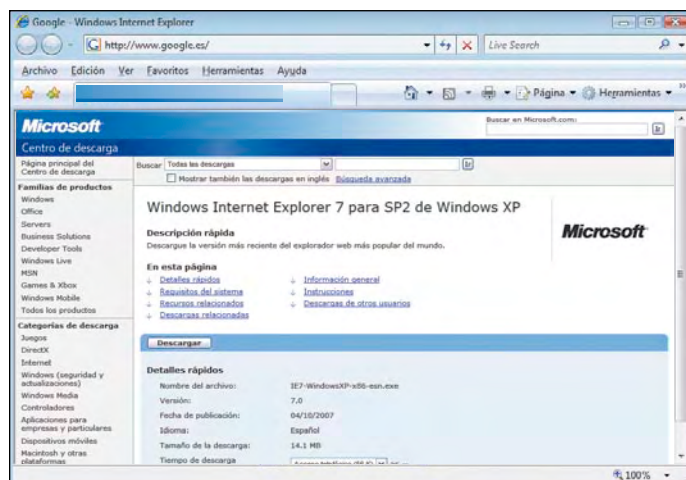 Google - Windows Internet Explorer
http://www.google.es/
Live Search
Archivo Edición Ver Favoritos Herramientas Ayuda
Página Herramientas
Microsoft
Buscar en Microsoft.com:
Ir
Centro de descarga
Página principal del
Centro de descarga
Buscar Todas las descargas Ir
Mostrar también las descargas en inglés Búsqueda avanzada
Familias de productos
Windows
Office
Servers
Business Solutions
Developer Tools
Windows Live
MSN
Games & Xbox
Windows Mobile
Todos los productos
Categorías de descarga
Juegos
DirectX
Internet
Windows (seguridad y
actualizaciones)
Windows Media
Controladores
Aplicaciones para
empresas y particulares
Dispositivos móviles
Macintosh y otras
plataformas
Windows Internet Explorer 7 para SP2 de Windows XP
Microsoft
Descripción rápida
Descargue la versión más reciente del explorador web más popular del mundo.
En esta página
Detalles rápidos Información general
Requisitos del sistema Instrucciones
Recursos relacionados Descargas de otros usuarios
Descargas relacionadas
Descargar
Detalles rápidos
Nombre del archivo: IE7-WindowsXP-x86-esn.exe
Versión: 7.0
Fecha de publicación: 04/10/2007
Idioma: Español
Tamaño de la descarga: 14.1 MB
Tiempo de descarga
100%